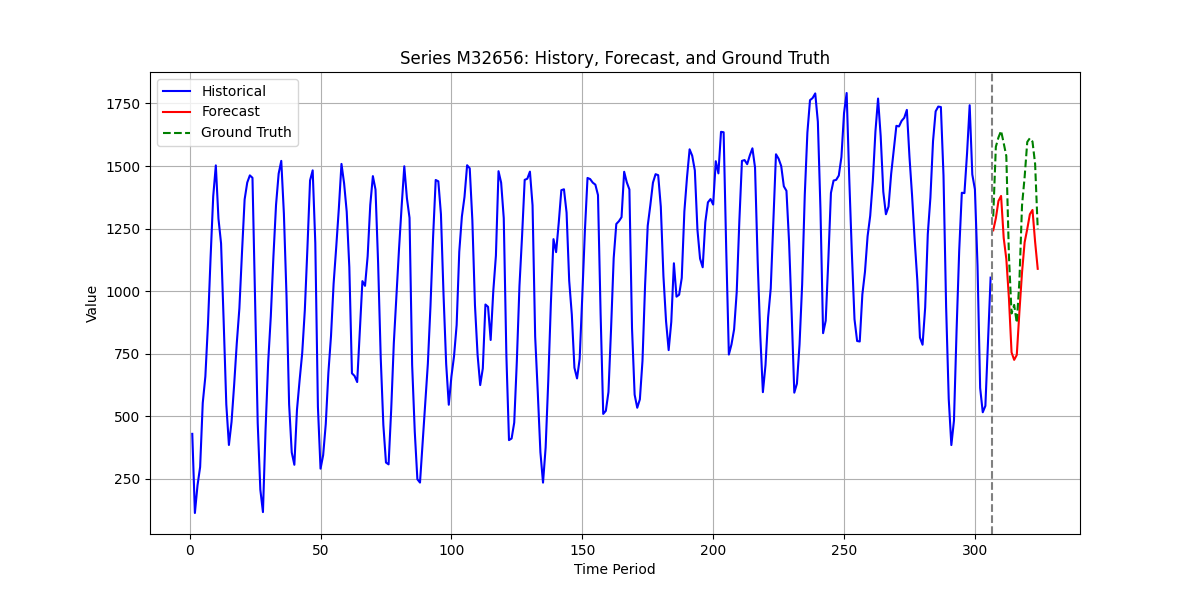 Series M32656: History, Forecast, and Ground Truth
Historical
Forecast
Ground Truth
1750
1500
1250
1000
750
500
250
Value
0 50 100 150 200 250 300
Time Period